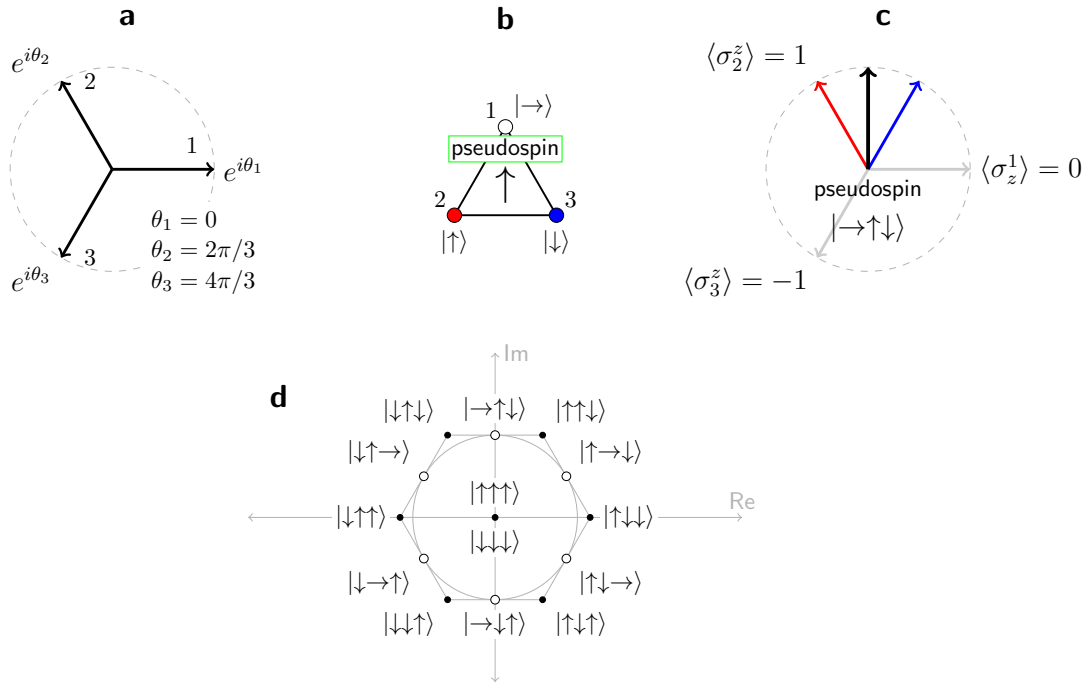 a
e^{iθ_2}
2
1
e^{iθ_1}
θ_1 = 0
θ_2 = 2π/3
θ_3 = 4π/3
3
e^{iθ_3}
b
1 |→⟩
pseudospin
↑
2 3
|↑⟩ |↓⟩
c
⟨σ_2^z⟩ = 1
⟨σ_z^1⟩ = 0
pseudospin
|→↑↓⟩
⟨σ_3^z⟩ = −1
d
Im
|↓↑↓⟩ |→↑↓⟩ |↑↑↓⟩
|↓↑→⟩ |↑→↓⟩
|↑↑↑⟩
Re
|↓↑↑⟩ |↑↓↓⟩
|↓↓↓⟩
|↓→↑⟩ |↑↓→⟩
|↓↓↑⟩ |→↓↑⟩ |↑↓↑⟩